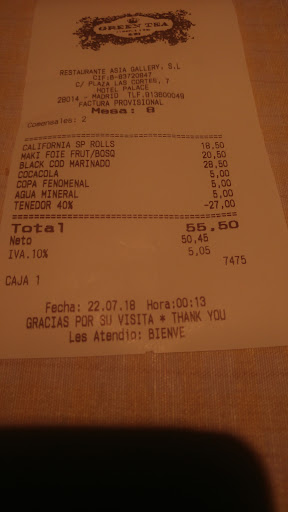 GREEN TEA
RESTAURANTE ASIA GALLERY, S.L
CIF:B-83720847
C/ PLAZA LAS CORTES, 7
HOTEL PALACE
28014 - MADRID TLF.913600049
FACTURA PROVISIONAL
Mesa: 8
Comensales: 2
CALIFORNIA SP ROLLS 18,50
MAKI FOIE FRUT/BOSQ 20,50
BLACK COD MARINADO 28,50
COCACOLA 5,00
COPA FENOMENAL 5,00
AGUA MINERAL 5,00
TENEDOR 40% -27,00
Total 55,50
Neto 50,45
IVA.10% 5,05
7475
CAJA 1
Fecha: 22.07.18 Hora:00:13
GRACIAS POR SU VISITA * THANK YOU
Les Atendio: BIENVE